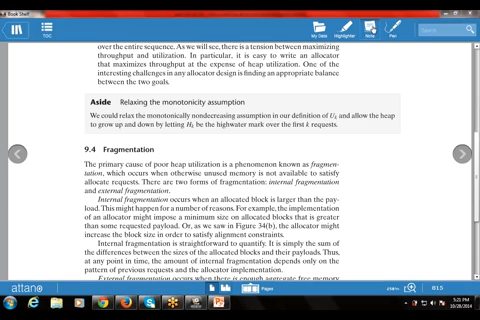 Book Shelf
TOC
My Data
Highlighter
Note
Pen
Search
over the entire sequence. As we will see, there is a tension between maximizing
throughput and utilization. In particular, it is easy to write an allocator
that maximizes throughput at the expense of heap utilization. One of the
interesting challenges in any allocator design is finding an appropriate balance
between the two goals.
Aside Relaxing the monotonicity assumption
We could relax the monotonically nondecreasing assumption in our definition of Uₖ and allow the heap
to grow up and down by letting Hₖ be the highwater mark over the first k requests.
9.4 Fragmentation
The primary cause of poor heap utilization is a phenomenon known as fragmen-
tation, which occurs when otherwise unused memory is not available to satisfy
allocate requests. There are two forms of fragmentation: internal fragmentation
and external fragmentation.
Internal fragmentation occurs when an allocated block is larger than the pay-
load. This might happen for a number of reasons. For example, the implementation
of an allocator might impose a minimum size on allocated blocks that is greater
than some requested payload. Or, as we saw in Figure 34(b), the allocator might
increase the block size in order to satisfy alignment constraints.
Internal fragmentation is straightforward to quantify. It is simply the sum of
the differences between the sizes of the allocated blocks and their payloads. Thus,
at any point in time, the amount of internal fragmentation depends only on the
pattern of previous requests and the allocator implementation.
External fragmentation occurs when there is enough aggregate free memory
attano
Pages
815
5:21 PM
10/28/2014